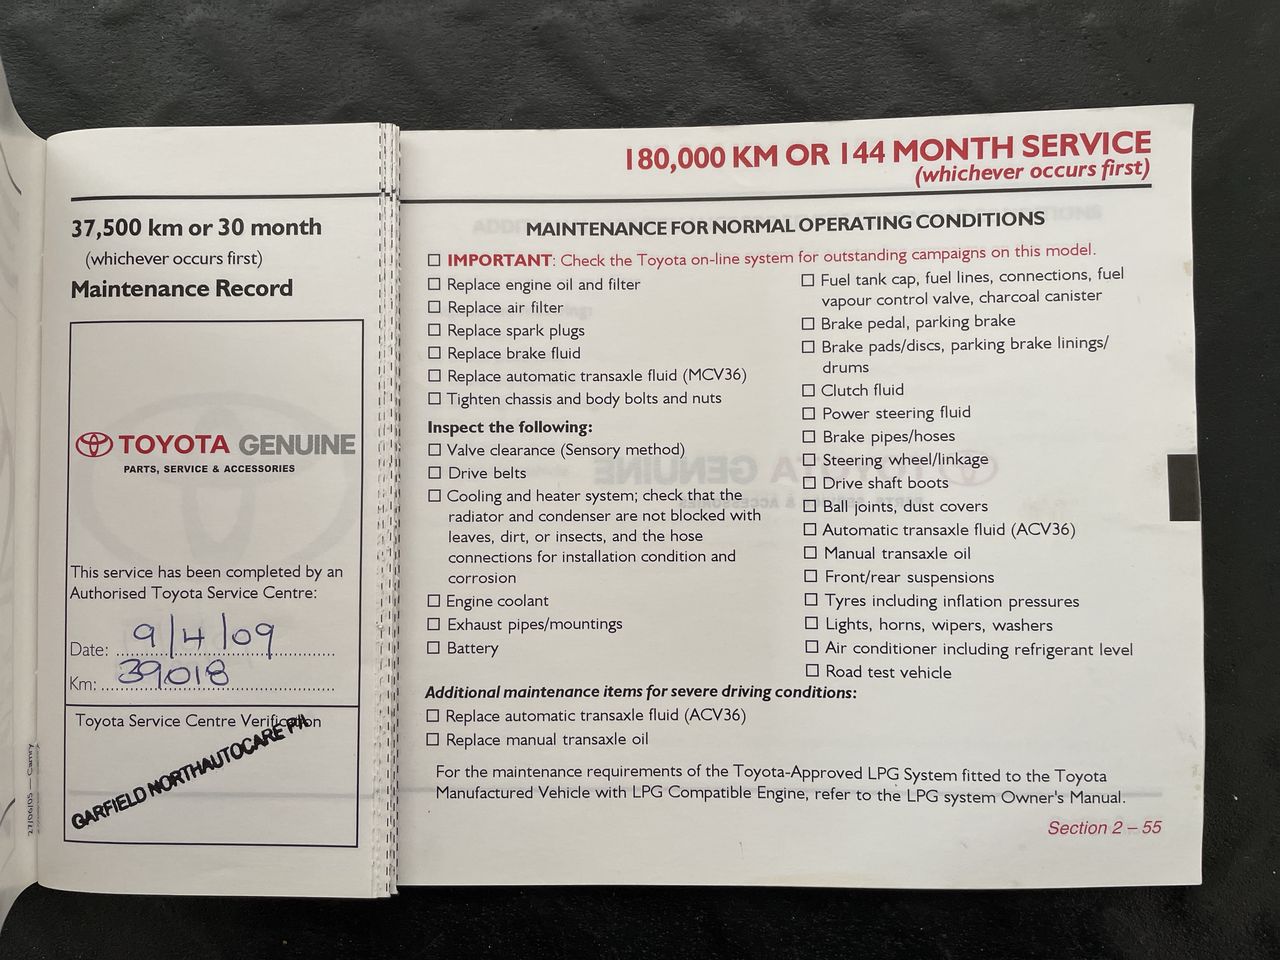 37,500 km or 30 month
(whichever occurs first)
Maintenance Record
TOYOTA GENUINE
PARTS, SERVICE & ACCESSORIES
This service has been completed by an
Authorised Toyota Service Centre:
Date: 9/4/09
Km: 39018
Toyota Service Centre Verification
GARFIELD NORTHAUTOCARE P/L
27/06/05 — Camry
180,000 KM OR 144 MONTH SERVICE
(whichever occurs first)
MAINTENANCE FOR NORMAL OPERATING CONDITIONS
IMPORTANT: Check the Toyota on-line system for outstanding campaigns on this model.
Replace engine oil and filter
Replace air filter
Replace spark plugs
Replace brake fluid
Replace automatic transaxle fluid (MCV36)
Tighten chassis and body bolts and nuts
Inspect the following:
Valve clearance (Sensory method)
Drive belts
Cooling and heater system; check that the
radiator and condenser are not blocked with
leaves, dirt, or insects, and the hose
connections for installation condition and
corrosion
Engine coolant
Exhaust pipes/mountings
Battery
Fuel tank cap, fuel lines, connections, fuel
vapour control valve, charcoal canister
Brake pedal, parking brake
Brake pads/discs, parking brake linings/
drums
Clutch fluid
Power steering fluid
Brake pipes/hoses
Steering wheel/linkage
Drive shaft boots
Ball joints, dust covers
Automatic transaxle fluid (ACV36)
Manual transaxle oil
Front/rear suspensions
Tyres including inflation pressures
Lights, horns, wipers, washers
Air conditioner including refrigerant level
Road test vehicle
Additional maintenance items for severe driving conditions:
Replace automatic transaxle fluid (ACV36)
Replace manual transaxle oil
For the maintenance requirements of the Toyota-Approved LPG System fitted to the Toyota
Manufactured Vehicle with LPG Compatible Engine, refer to the LPG system Owner's Manual.
Section 2 – 55